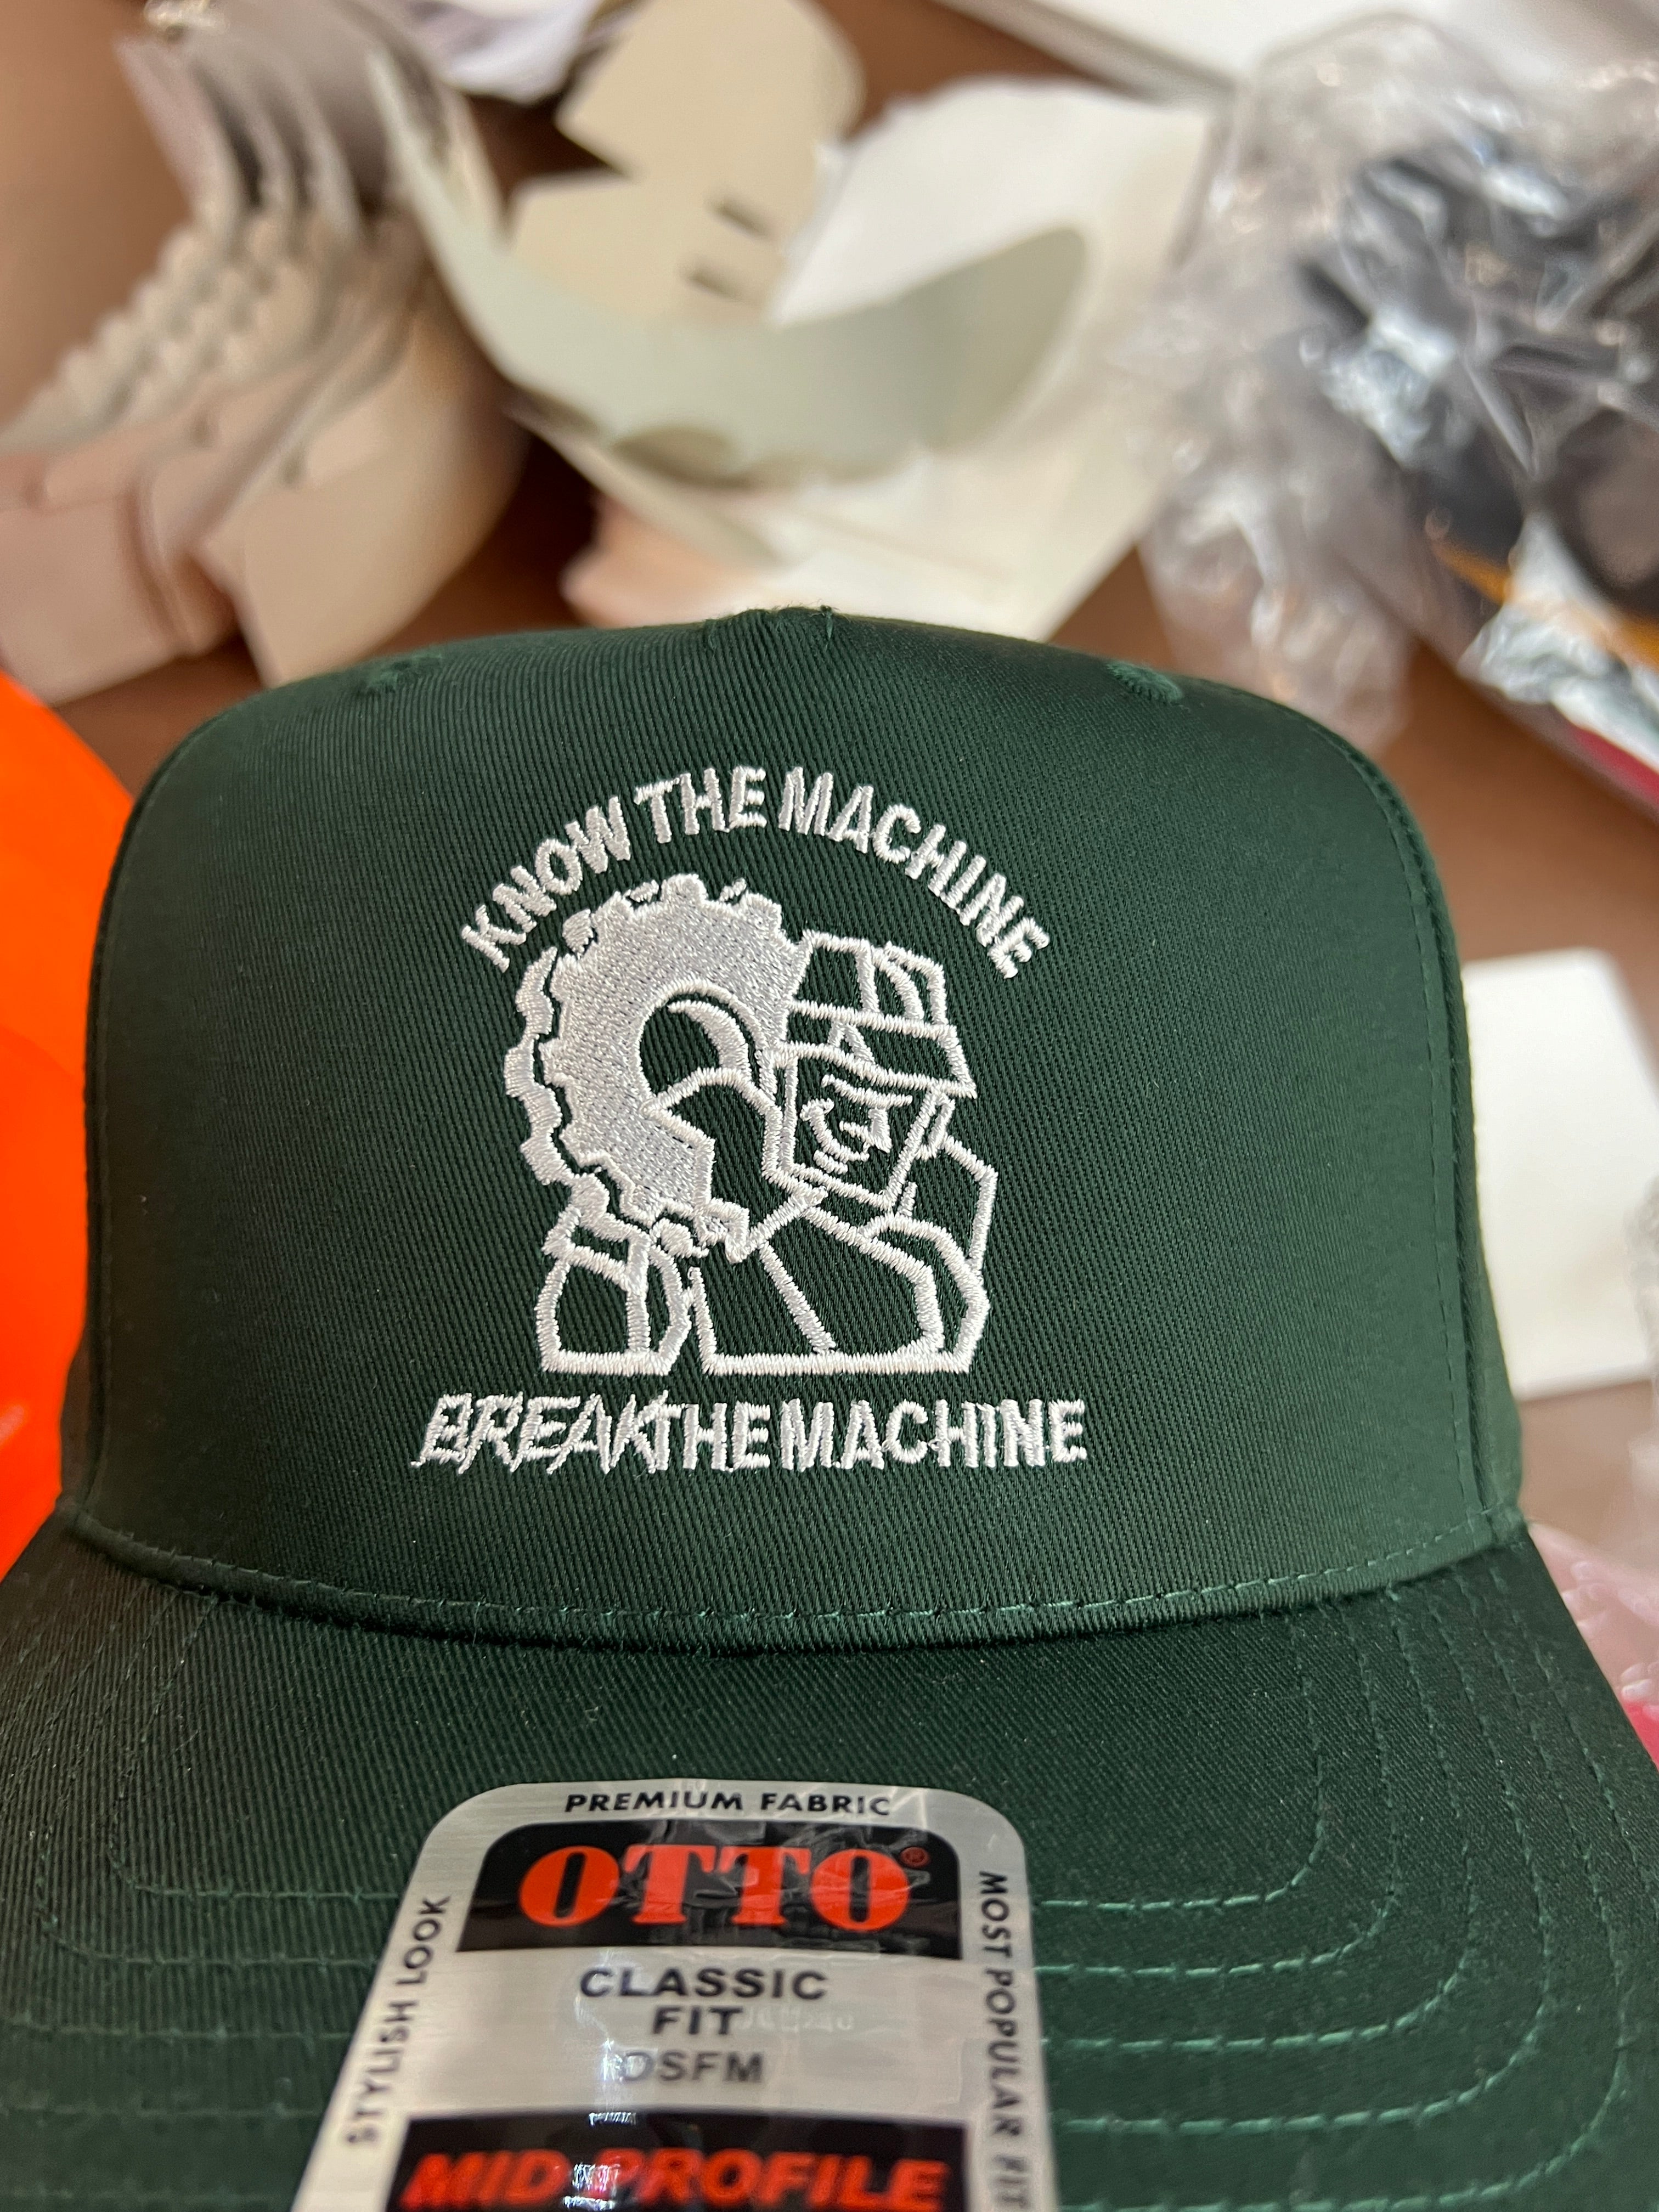 KNOW THE MACHINE
BREAK THE MACHINE
PREMIUM FABRIC
OTTO®
STYLISH LOOK
CLASSIC
FIT
OSFM
MOST POPULAR FIT
MID PROFILE